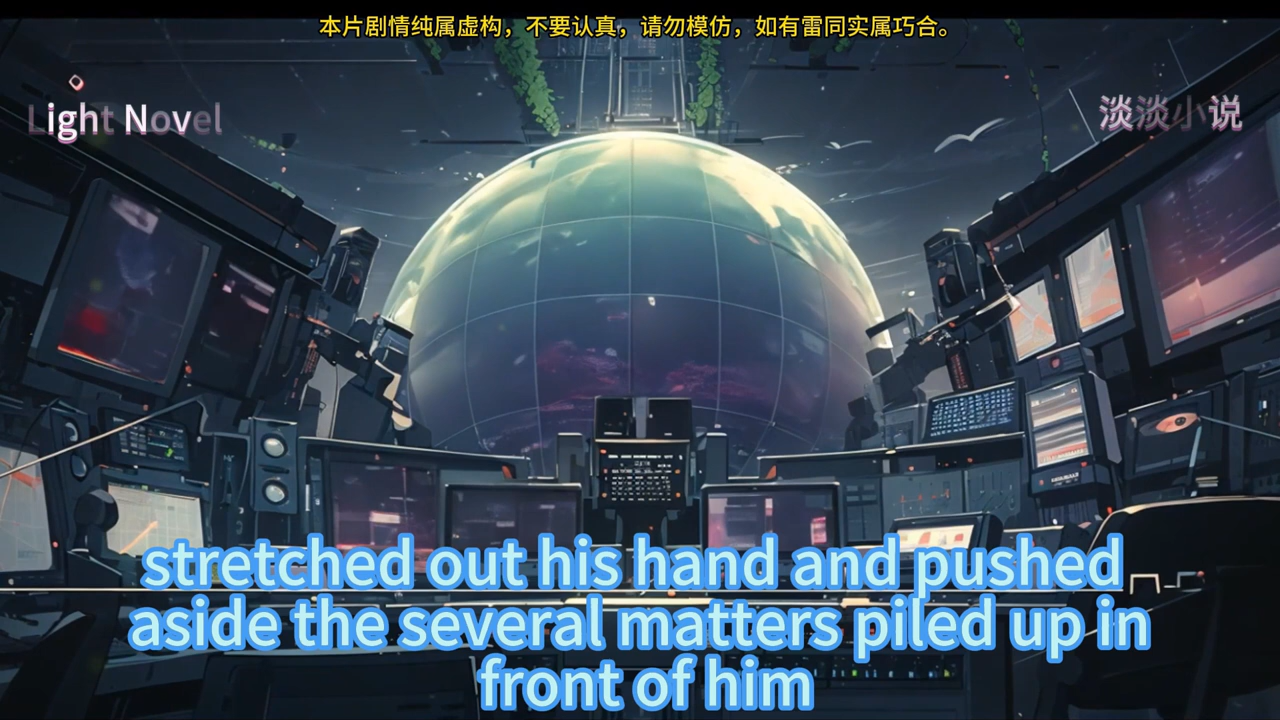 本片剧情纯属虚构，不要认真，请勿模仿，如有雷同实属巧合。
Light Novel
淡淡小说
stretched out his hand and pushed
aside the several matters piled up in
front of him